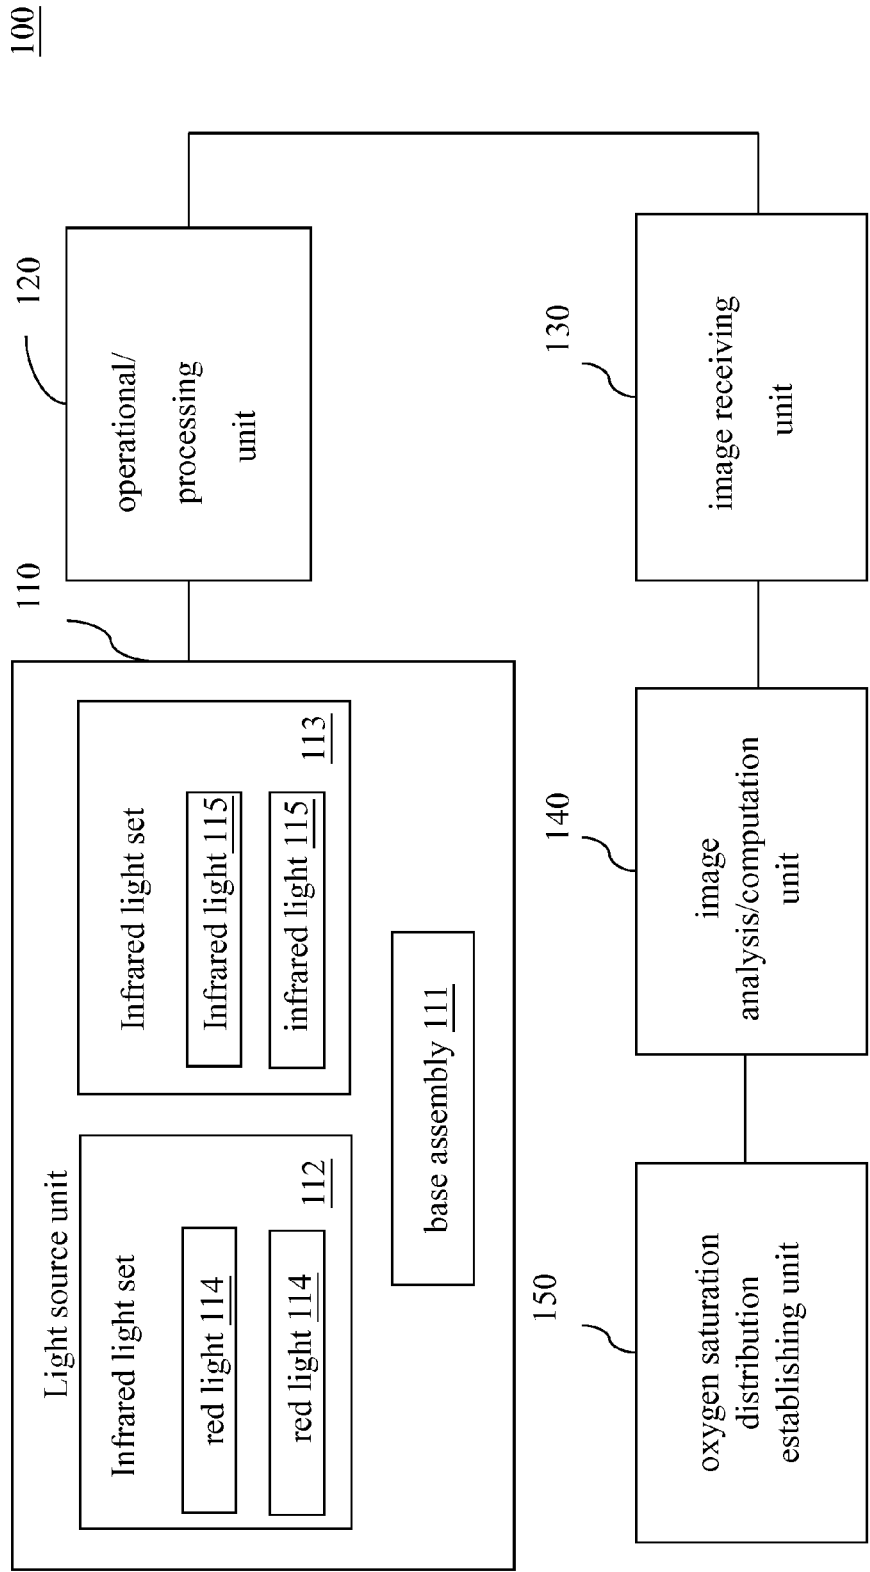 100
Light source unit
110
Infrared light set
red light 114
red light 114
112
Infrared light set
Infrared light 115
infrared light 115
113
base assembly 111
120
operational/
processing
unit
150
oxygen saturation
distribution
establishing unit
140
image
analysis/computation
unit
130
image receiving
unit